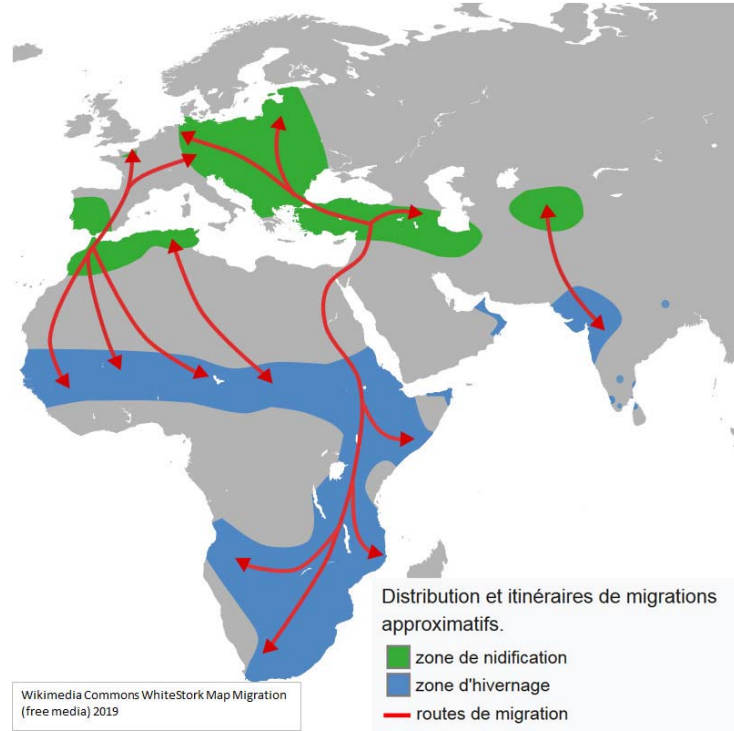 Distribution et itinéraires de migrations
approximatifs.
zone de nidification
zone d'hivernage
routes de migration
Wikimedia Commons WhiteStork Map Migration
(free media) 2019